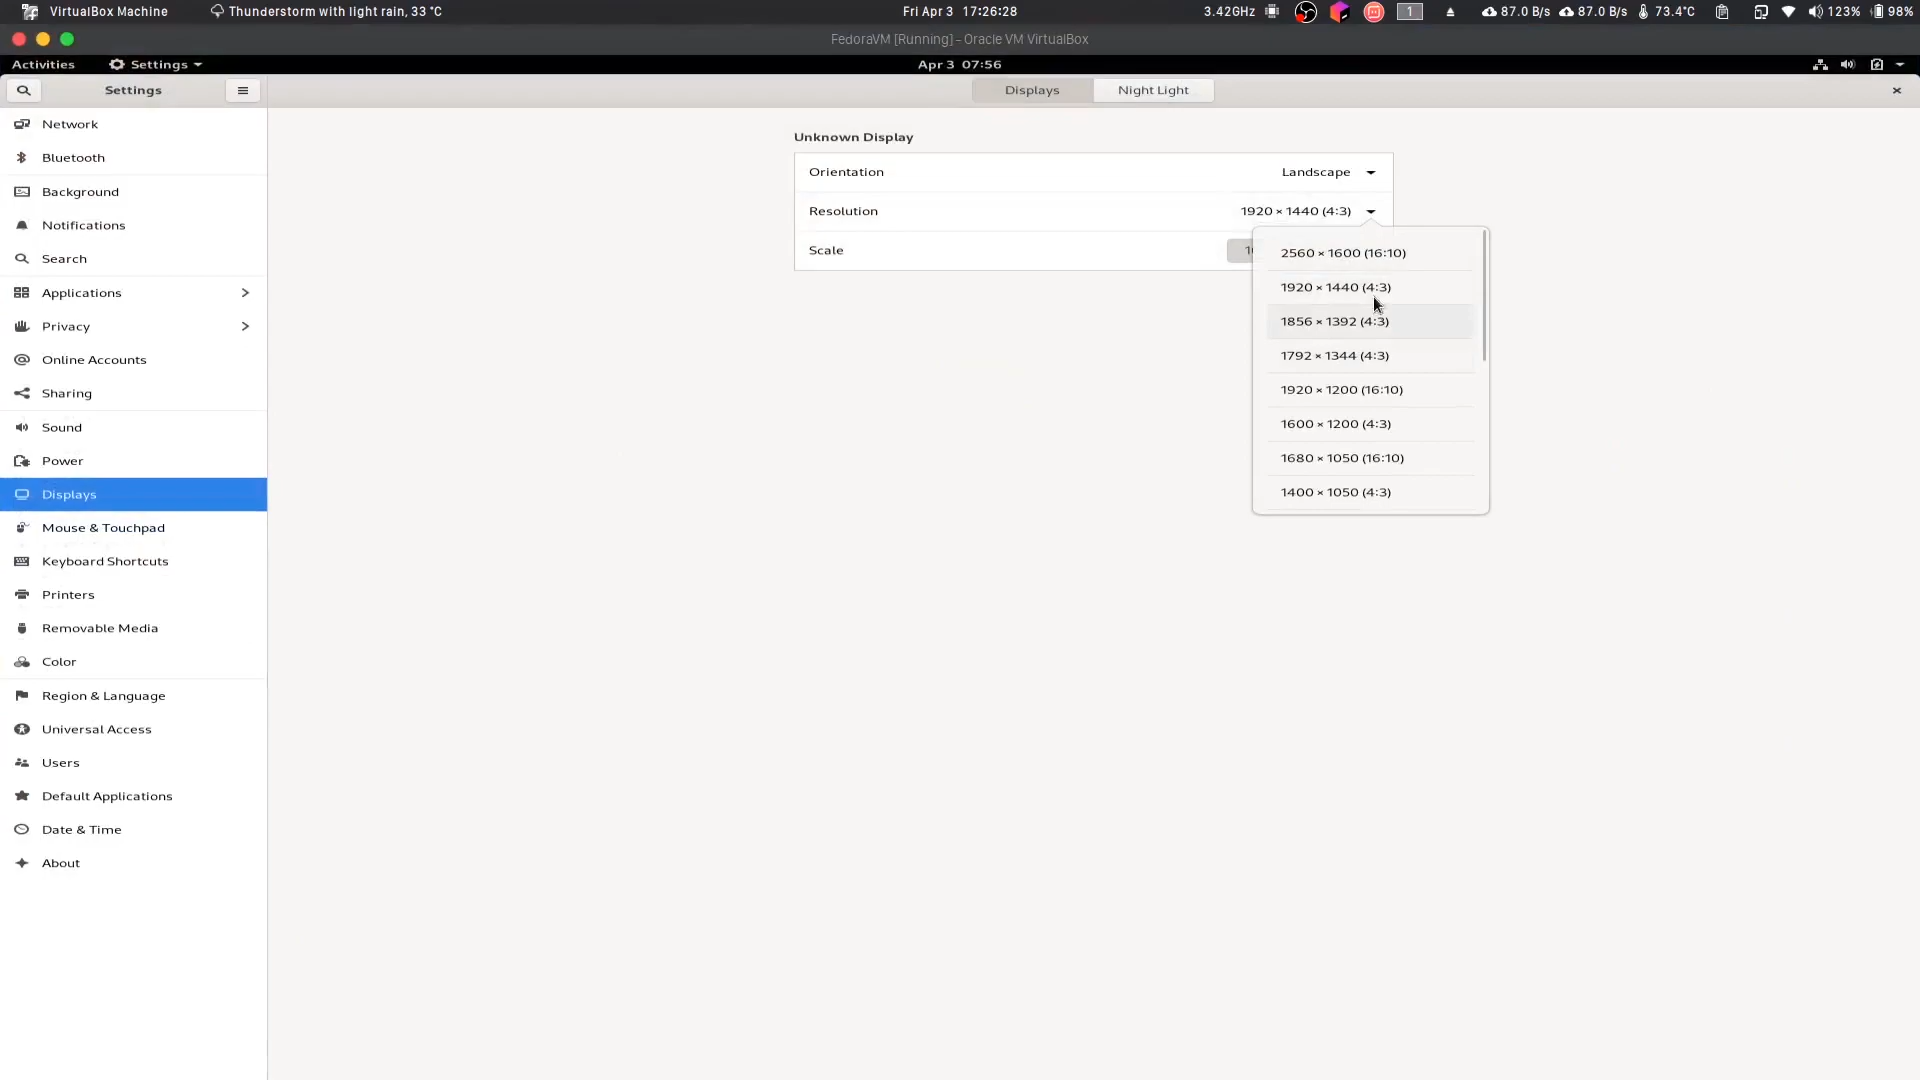 VirtualBox Machine Thunderstorm with light rain, 33 °C Fri Apr 3 17:26:28 3.42GHz 1 87.0 B/s 87.0 B/s 73.4°C 123% 98%
FedoraVM [Running] - Oracle VM VirtualBox
Activities Settings Apr 3 07:56
Settings Displays Night Light
Network
Bluetooth
Background
Notifications
Search
Applications
Privacy
Online Accounts
Sharing
Sound
Power
Displays
Mouse & Touchpad
Keyboard Shortcuts
Printers
Removable Media
Color
Region & Language
Universal Access
Users
Default Applications
Date & Time
About
Unknown Display
Orientation Landscape
Resolution 1920 × 1440 (4:3)
Scale
2560 × 1600 (16:10)
1920 × 1440 (4:3)
1856 × 1392 (4:3)
1792 × 1344 (4:3)
1920 × 1200 (16:10)
1600 × 1200 (4:3)
1680 × 1050 (16:10)
1400 × 1050 (4:3)